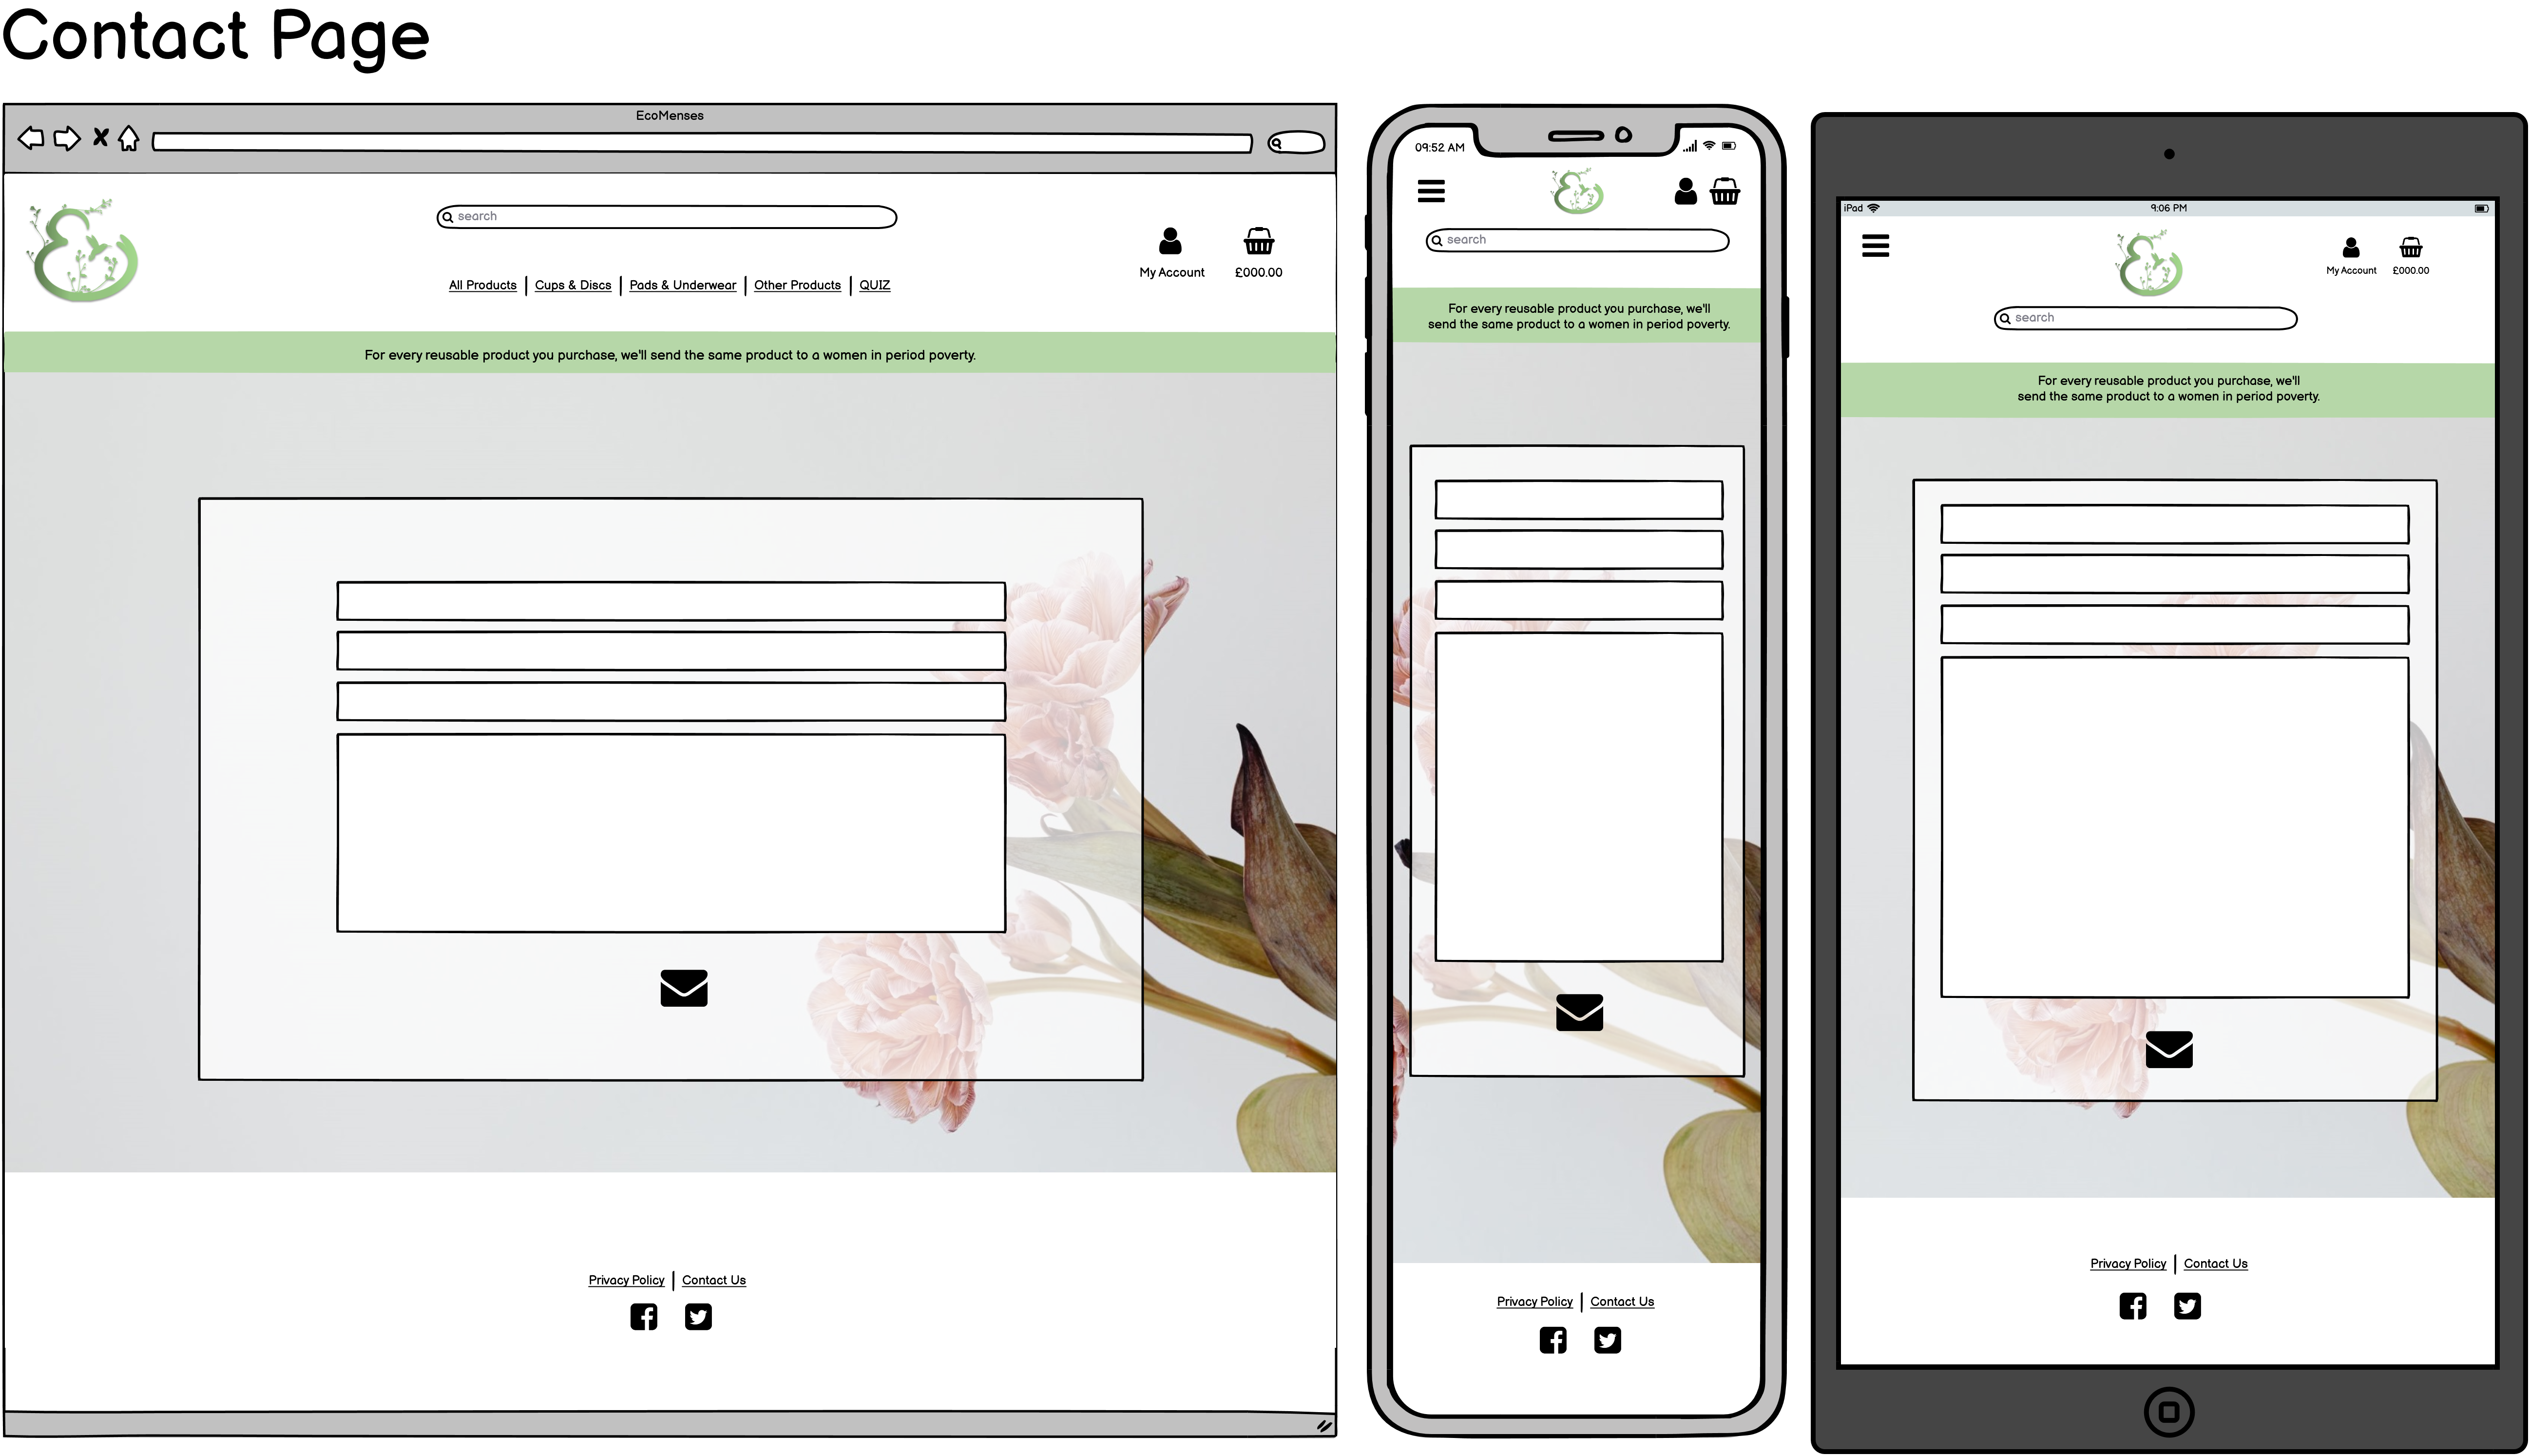 Contact Page
EcoMenses
search
My Account
£000.00
All Products | Cups & Discs | Pads & Underwear | Other Products | QUIZ
For every reusable product you purchase, we'll send the same product to a women in period poverty.
Privacy Policy | Contact Us
09:52 AM
search
For every reusable product you purchase, we'll
send the same product to a women in period poverty.
Privacy Policy | Contact Us
iPad
9:06 PM
My Account
£000.00
search
For every reusable product you purchase, we'll
send the same product to a women in period poverty.
Privacy Policy | Contact Us